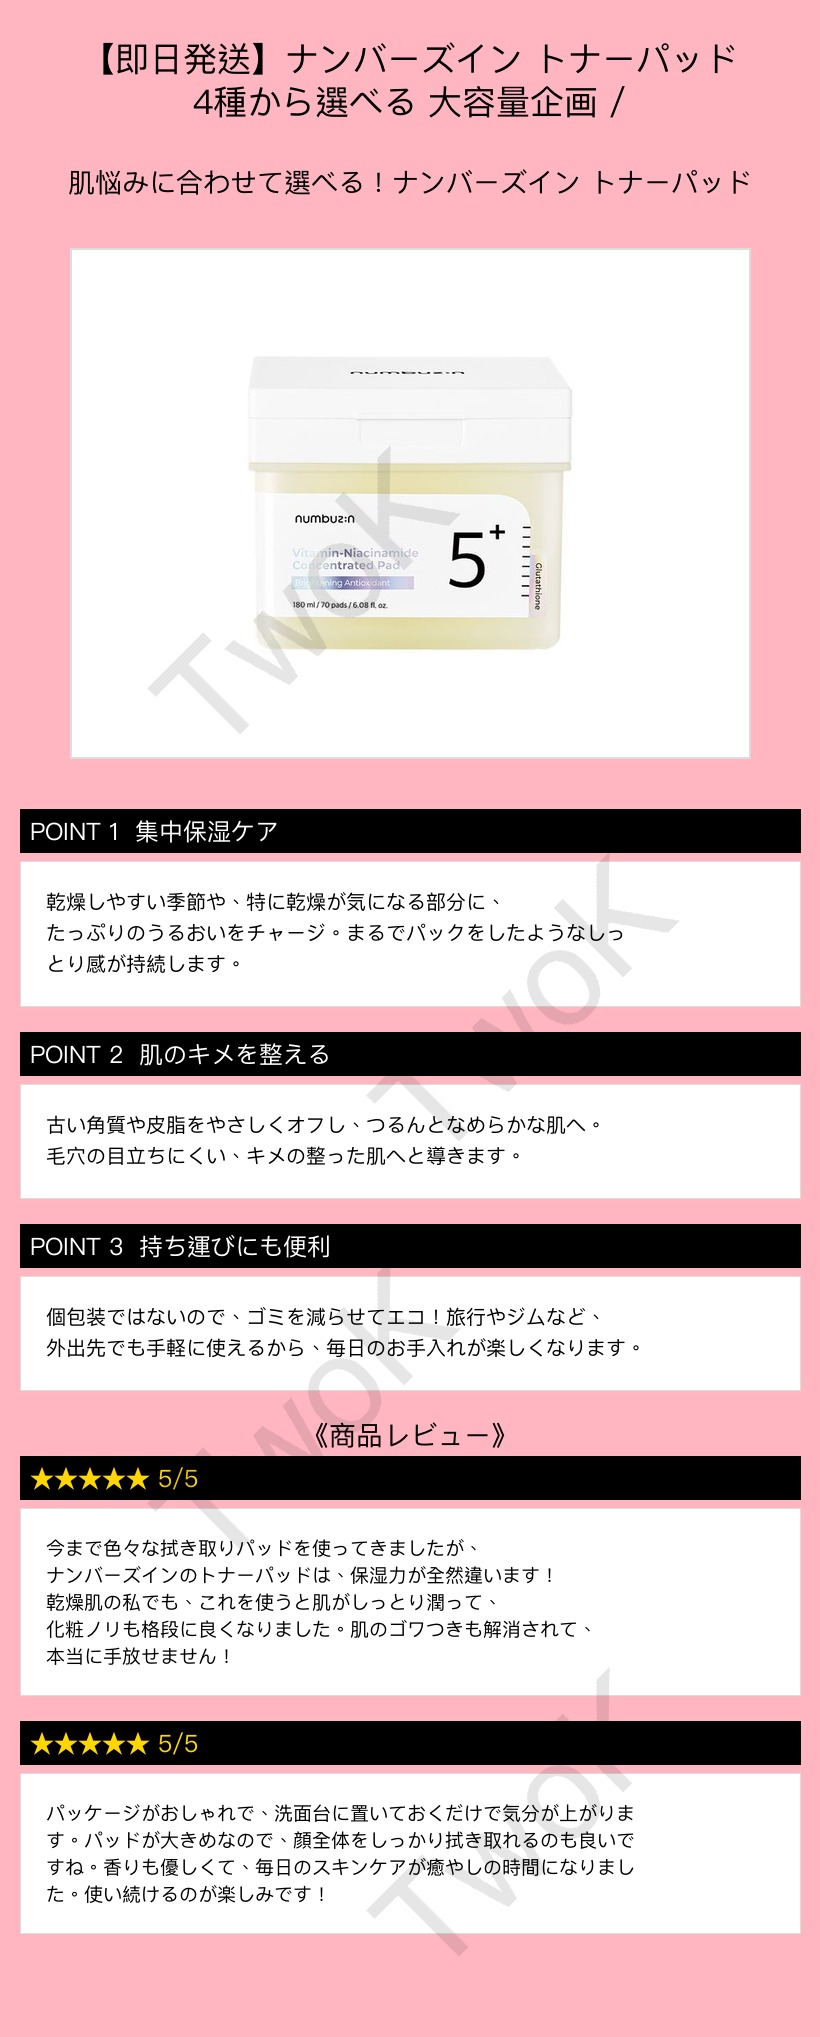 【即日発送】ナンバーズイン トナーパッド
4種から選べる 大容量企画 /
肌悩みに合わせて選べる！ナンバーズイン トナーパッド
numbuz:n
numbuz:n
Vitamin-Niacinamide
Concentrated Pad
Brightening Antioxidant
180 ml / 70 pads / 6.08 fl. oz.
5+
Glutathione
TwoK
POINT 1 集中保湿ケア
乾燥しやすい季節や、特に乾燥が気になる部分に、
たっぷりのうるおいをチャージ。まるでパックをしたようなしっ
とり感が持続します。
TwoK
POINT 2 肌のキメを整える
古い角質や皮脂をやさしくオフし、つるんとなめらかな肌へ。
毛穴の目立ちにくい、キメの整った肌へと導きます。
POINT 3 持ち運びにも便利
個包装ではないので、ゴミを減らせてエコ！旅行やジムなど、
外出先でも手軽に使えるから、毎日のお手入れが楽しくなります。
TwoK
《商品レビュー》
★★★★★ 5/5
今まで色々な拭き取りパッドを使ってきましたが、
ナンバーズインのトナーパッドは、保湿力が全然違います！
乾燥肌の私でも、これを使うと肌がしっとり潤って、
化粧ノリも格段に良くなりました。肌のゴワつきも解消されて、
本当に手放せません！
★★★★★ 5/5
パッケージがおしゃれで、洗面台に置いておくだけで気分が上がりま
す。パッドが大きめなので、顔全体をしっかり拭き取れるのも良いで
すね。香りも優しくて、毎日のスキンケアが癒やしの時間になりまし
た。使い続けるのが楽しみです！
TwoK